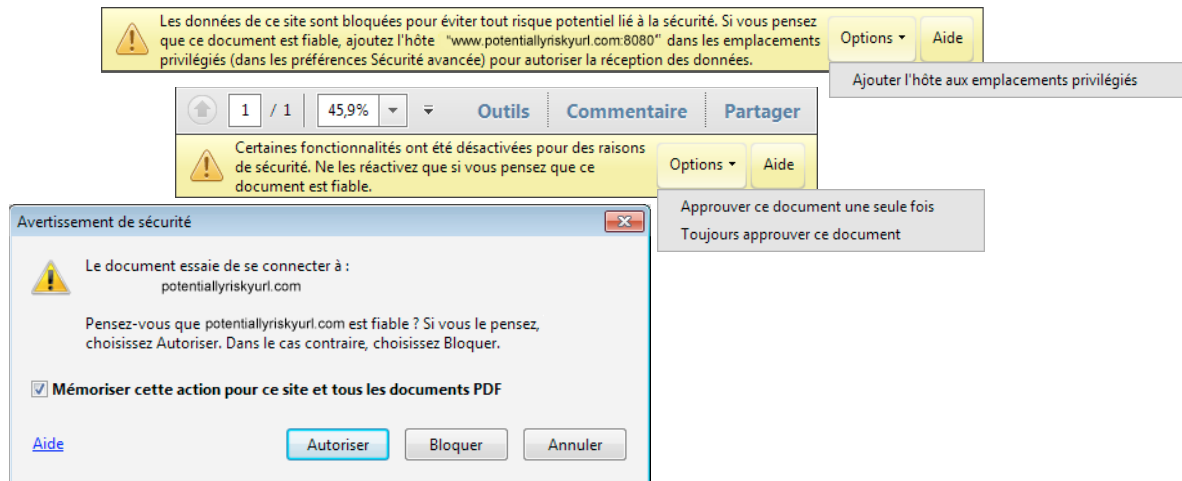 Les données de ce site sont bloquées pour éviter tout risque potentiel lié à la sécurité. Si vous pensez
que ce document est fiable, ajoutez l'hôte "www.potentiallyriskyurl.com:8080" dans les emplacements
privilégiés (dans les préférences Sécurité avancée) pour autoriser la réception des données.
Options Aide
Ajouter l'hôte aux emplacements privilégiés
1 / 1 45,9% Outils Commentaire Partager
Certaines fonctionnalités ont été désactivées pour des raisons
de sécurité. Ne les réactivez que si vous pensez que ce
document est fiable.
Options Aide
Approuver ce document une seule fois
Toujours approuver ce document
Avertissement de sécurité
Le document essaie de se connecter à :
potentiallyriskyurl.com
Pensez-vous que potentiallyriskyurl.com est fiable ? Si vous le pensez,
choisissez Autoriser. Dans le cas contraire, choisissez Bloquer.
Mémoriser cette action pour ce site et tous les documents PDF
Aide Autoriser Bloquer Annuler